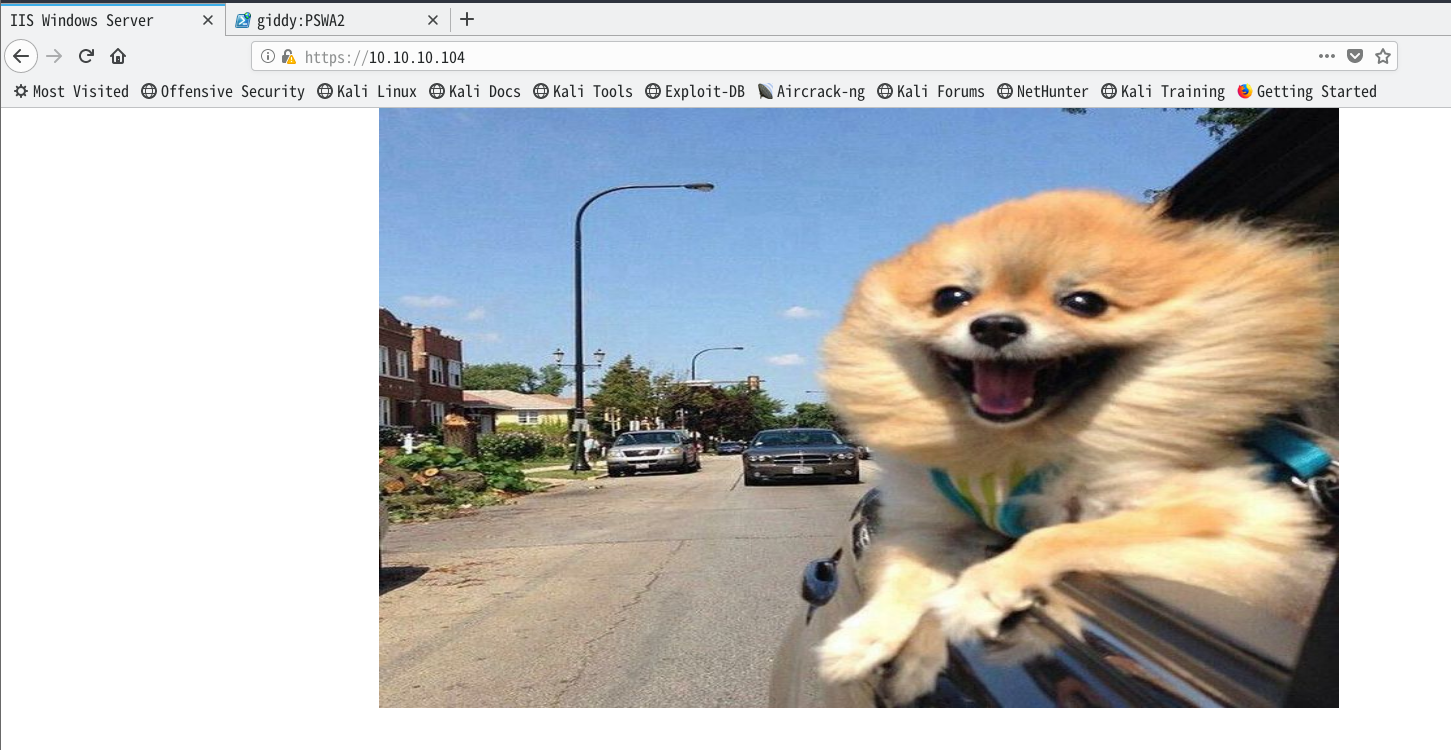 IIS Windows Server giddy:PSWA2
https://10.10.10.104
Most Visited Offensive Security Kali Linux Kali Docs Kali Tools Exploit-DB Aircrack-ng Kali Forums NetHunter Kali Training Getting Started